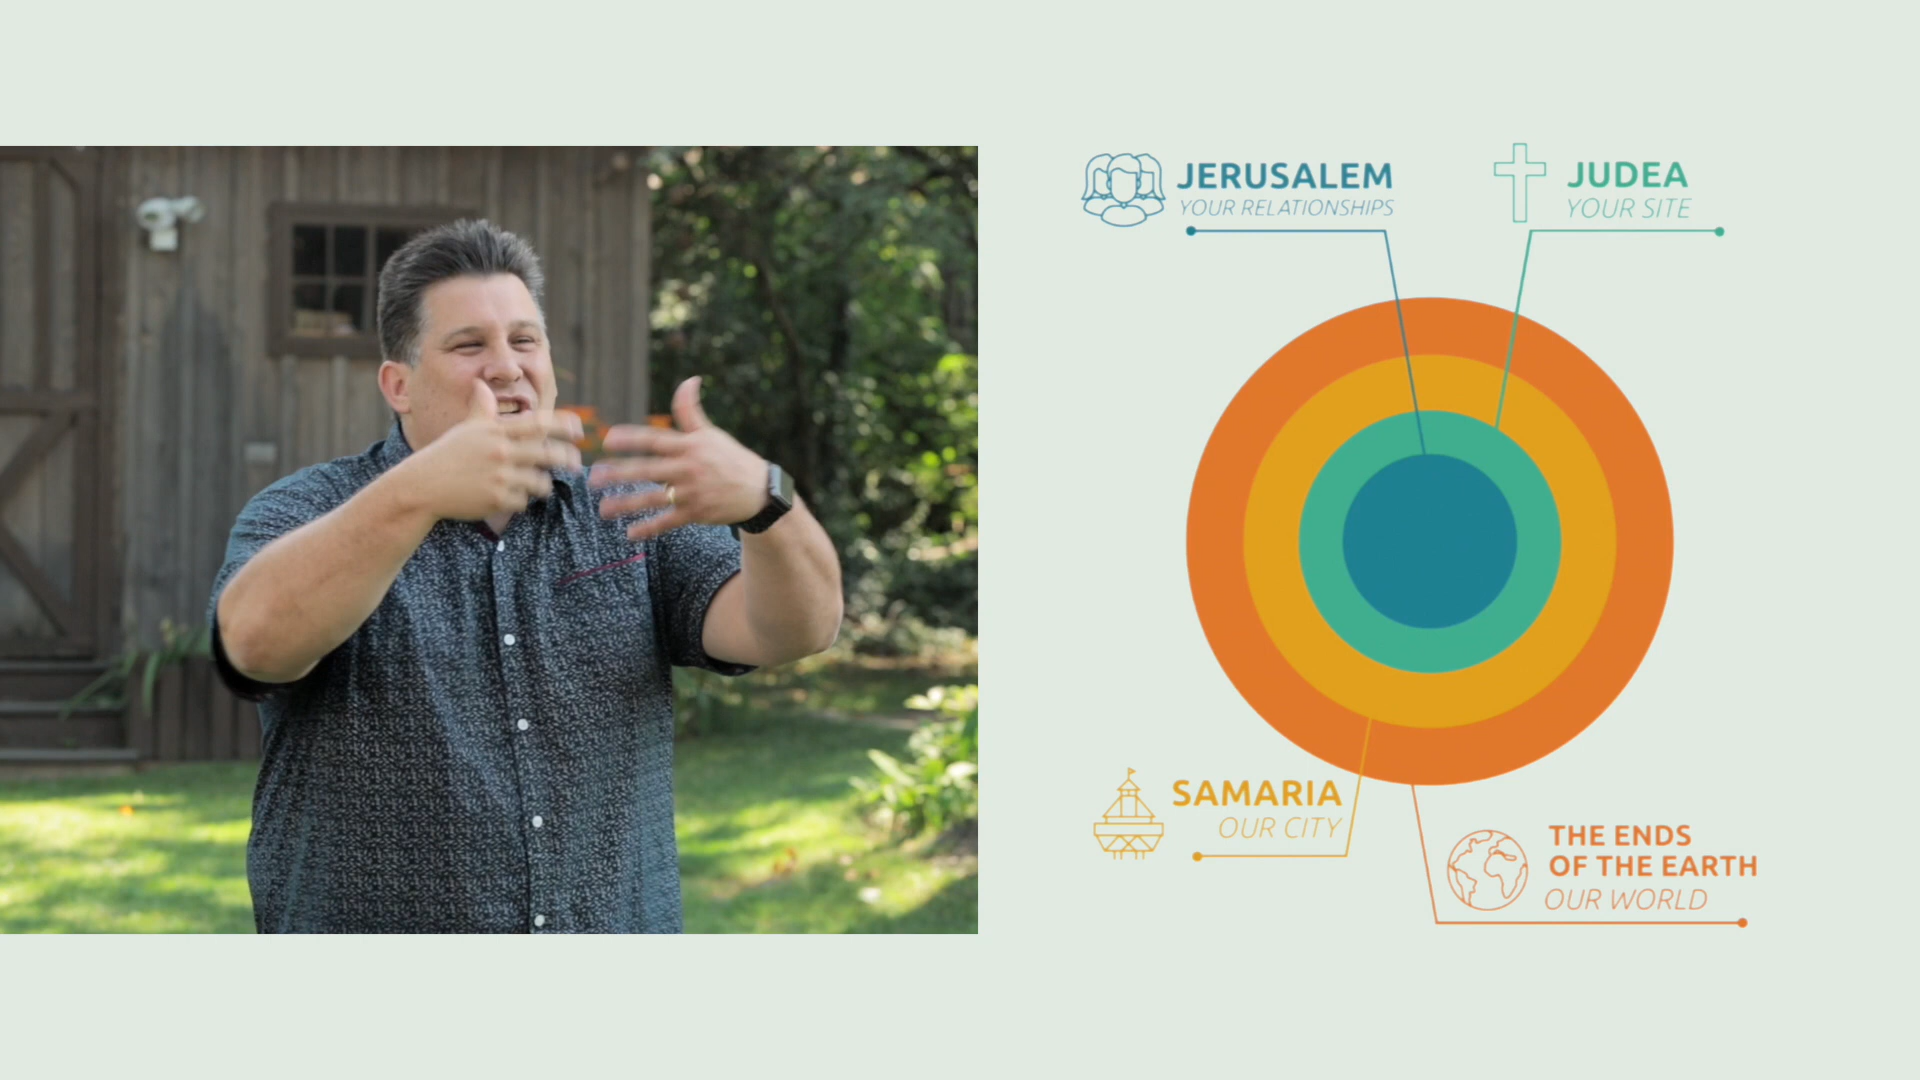 JERUSALEM
YOUR RELATIONSHIPS
JUDEA
YOUR SITE
SAMARIA
OUR CITY
THE ENDS
OF THE EARTH
OUR WORLD